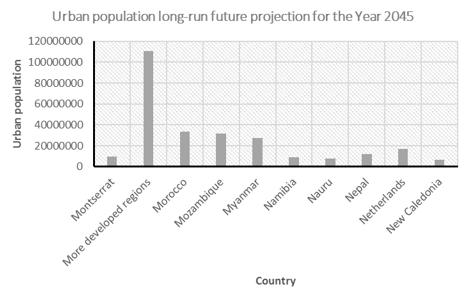 Urban population long-run future projection for the Year 2045
Urban population
120000000
100000000
80000000
60000000
40000000
20000000
0
Montserrat
More developed regions
Morocco
Mozambique
Myanmar
Namibia
Nauru
Nepal
Netherlands
New Caledonia
Country